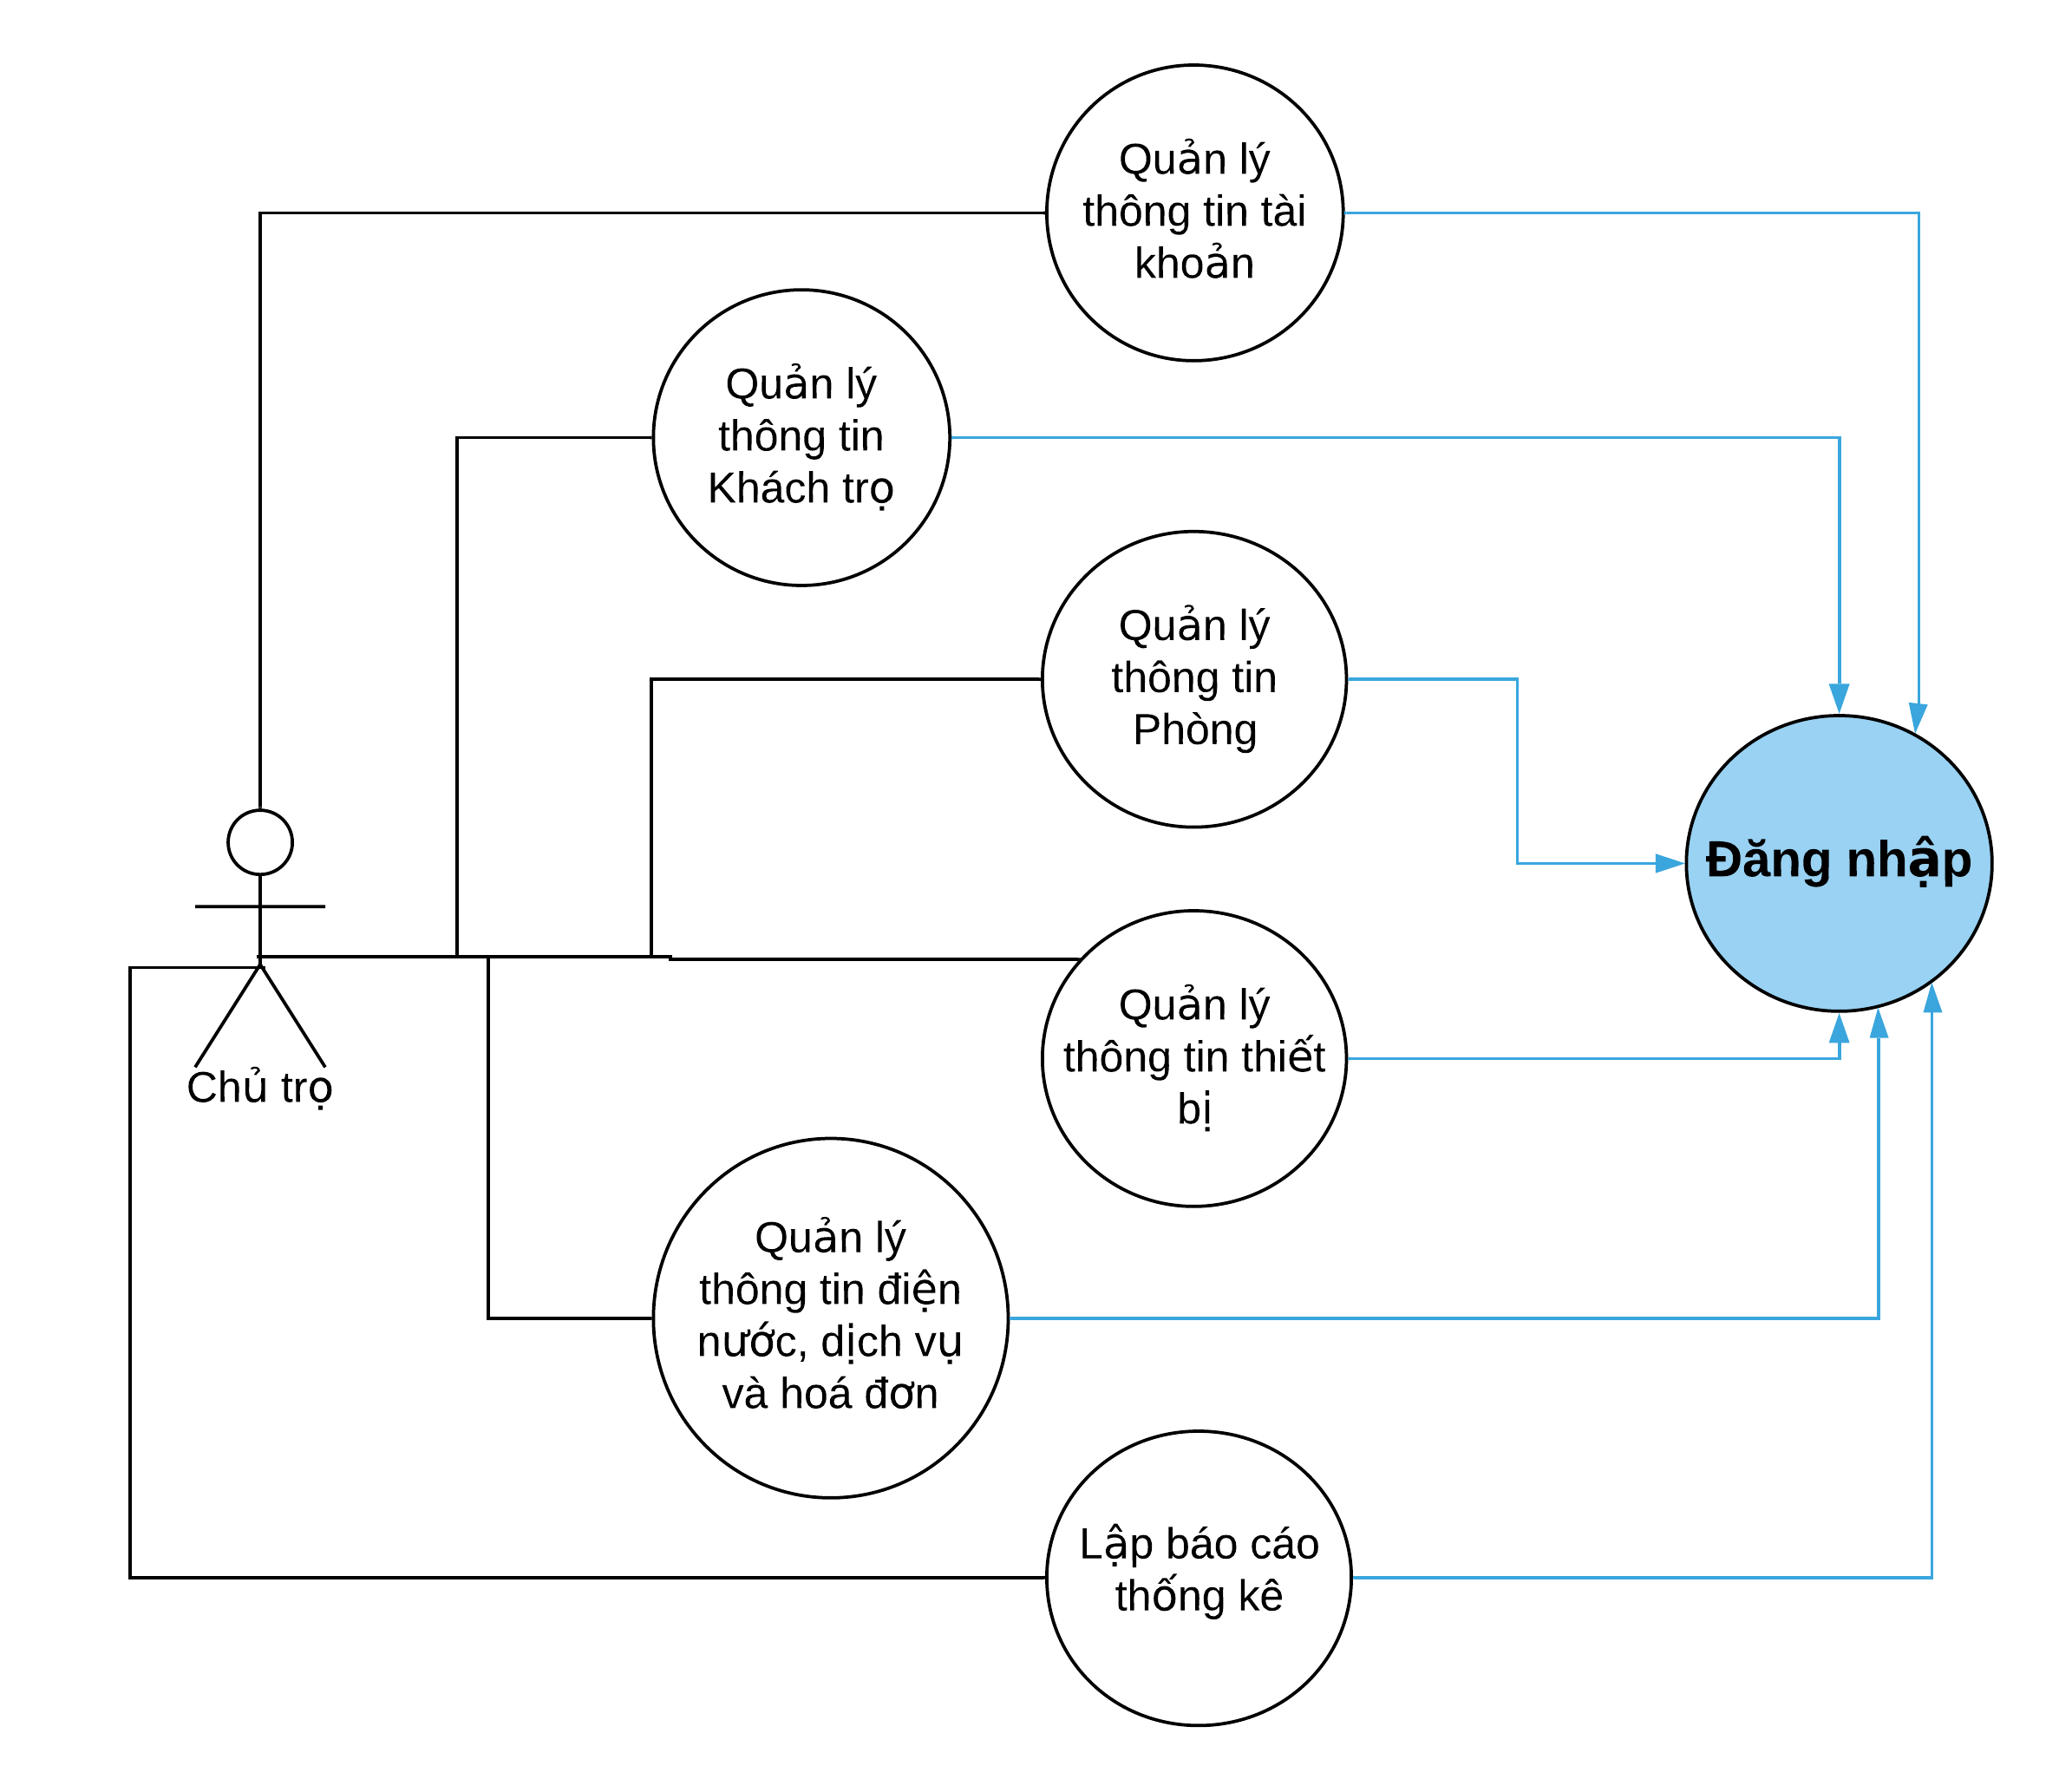 Quản lý
thông tin tài
khoản
Quản lý
thông tin
Khách trọ
Quản lý
thông tin
Phòng
Đăng nhập
Quản lý
thông tin thiết
bị
Chủ trọ
Quản lý
thông tin điện
nước, dịch vụ
và hoá đơn
Lập báo cáo
thống kê